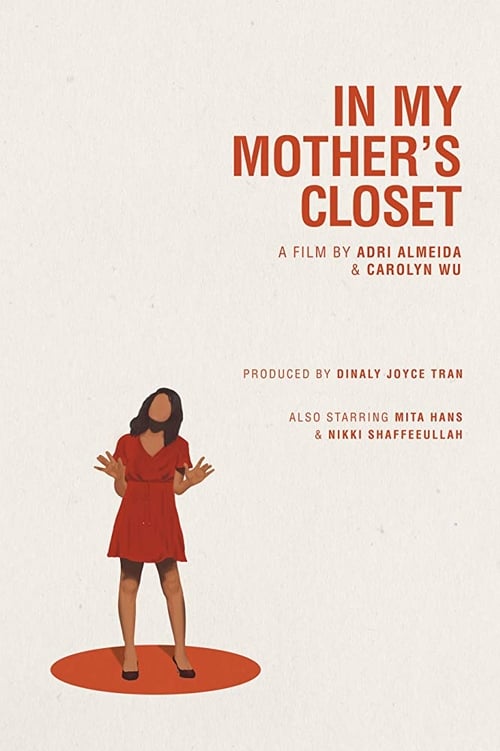 IN MY
MOTHER'S
CLOSET
A FILM BY ADRI ALMEIDA
& CAROLYN WU
PRODUCED BY DINALY JOYCE TRAN
ALSO STARRING MITA HANS
& NIKKI SHAFFEEULLAH